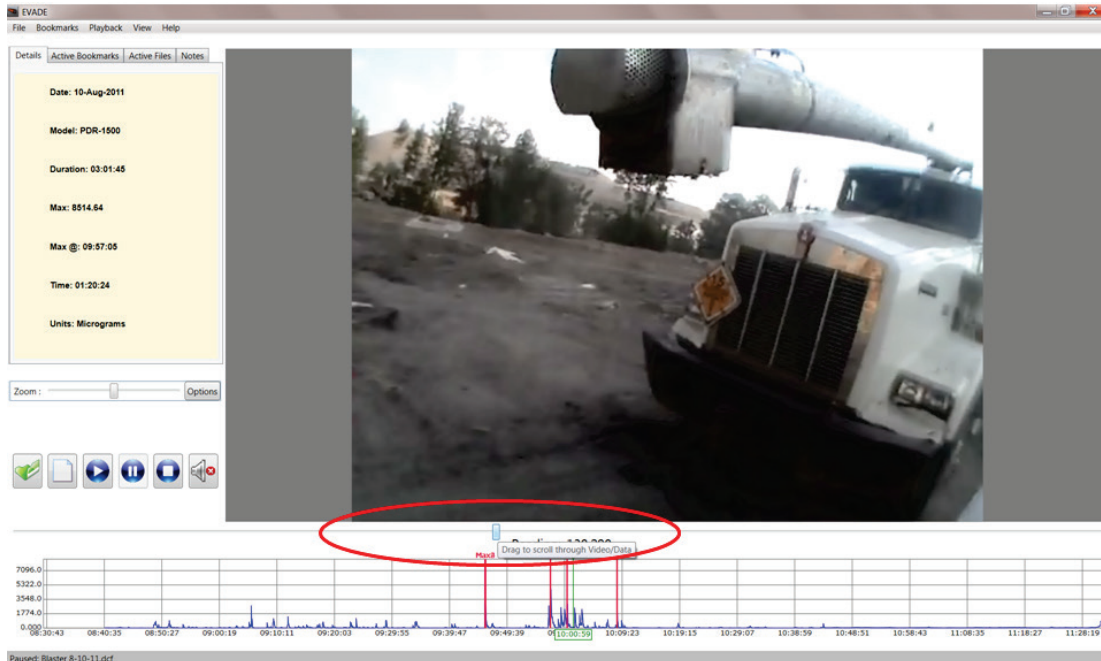 EVADE
File Bookmarks Playback View Help
Details Active Bookmarks Active Files Notes
Date: 10-Aug-2011
Model: PDR-1500
Duration: 03:01:45
Max: 8514.64
Max @: 09:57:05
Time: 01:20:24
Units: Micrograms
Zoom : Options
Drag to scroll through Video/Data
7096.0
5322.0
3548.0
1774.0
0.000
08:30:43 08:40:35 08:50:27 09:00:19 09:10:11 09:20:03 09:29:55 09:39:47 09:49:39 10:00:59 10:09:23 10:19:15 10:29:07 10:38:59 10:48:51 10:58:43 11:08:35 11:18:27 11:28:19
Paused: Blaster 8-10-11.dcf